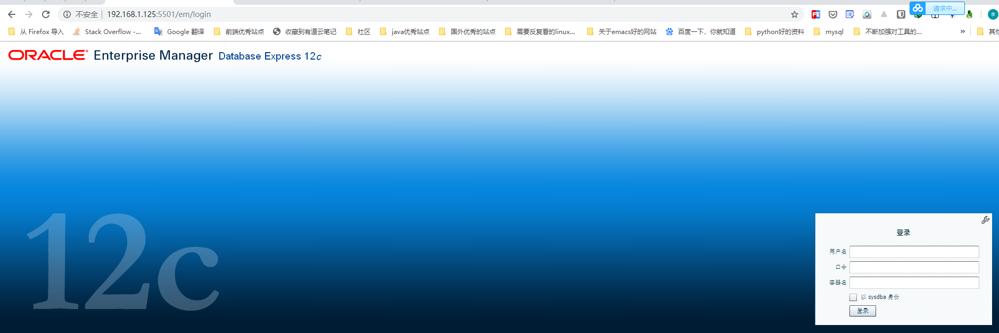 请求中...
不安全 192.168.1.125:5501/em/login
从 Firefox 导入 Stack Overflow -... Google 翻译 前端优秀站点 收藏到有道云笔记 社区 java优秀站点 国外优秀的站点 需要反复看的linux... 关于emacs好的网站 百度一下，你就知道 python好的资料 mysql 不断加强对工具的... » 其他
ORACLE® Enterprise Manager Database Express 12c
12c
登录
用户名
口令
容器名
以 sysdba 身份
登录